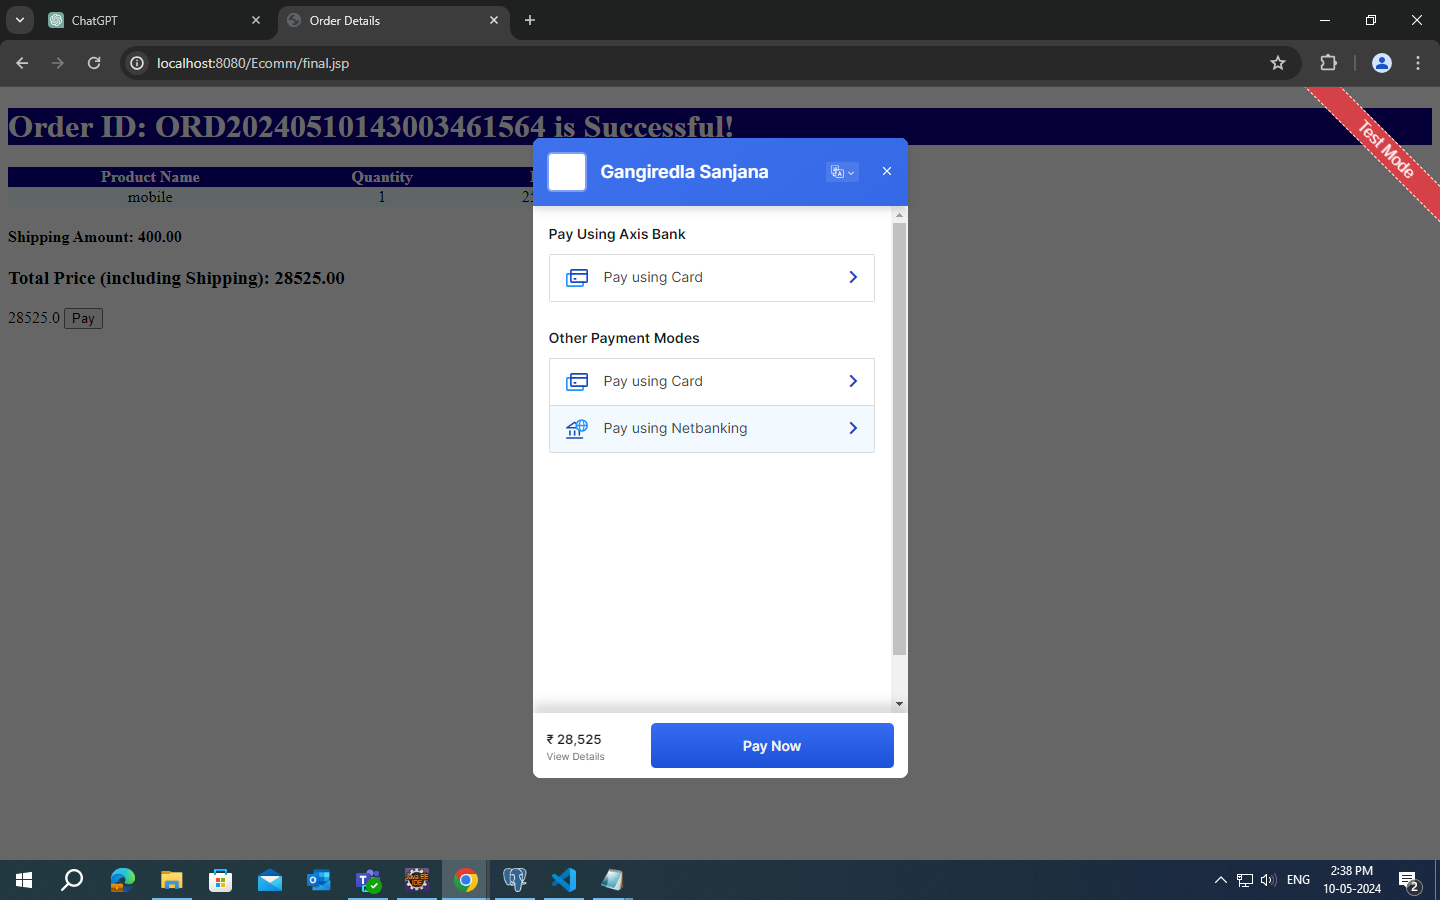 ChatGPT
Order Details
localhost:8080/Ecomm/final.jsp
Order ID: ORD20240510143003461564 is Successful!
Test Mode
Product Name Quantity
mobile 1
Shipping Amount: 400.00
Total Price (including Shipping): 28525.00
28525.0 Pay
Gangiredla Sanjana
Pay Using Axis Bank
Pay using Card
Other Payment Modes
Pay using Card
Pay using Netbanking
₹ 28,525
View Details
Pay Now
ENG
2:38 PM
10-05-2024
2